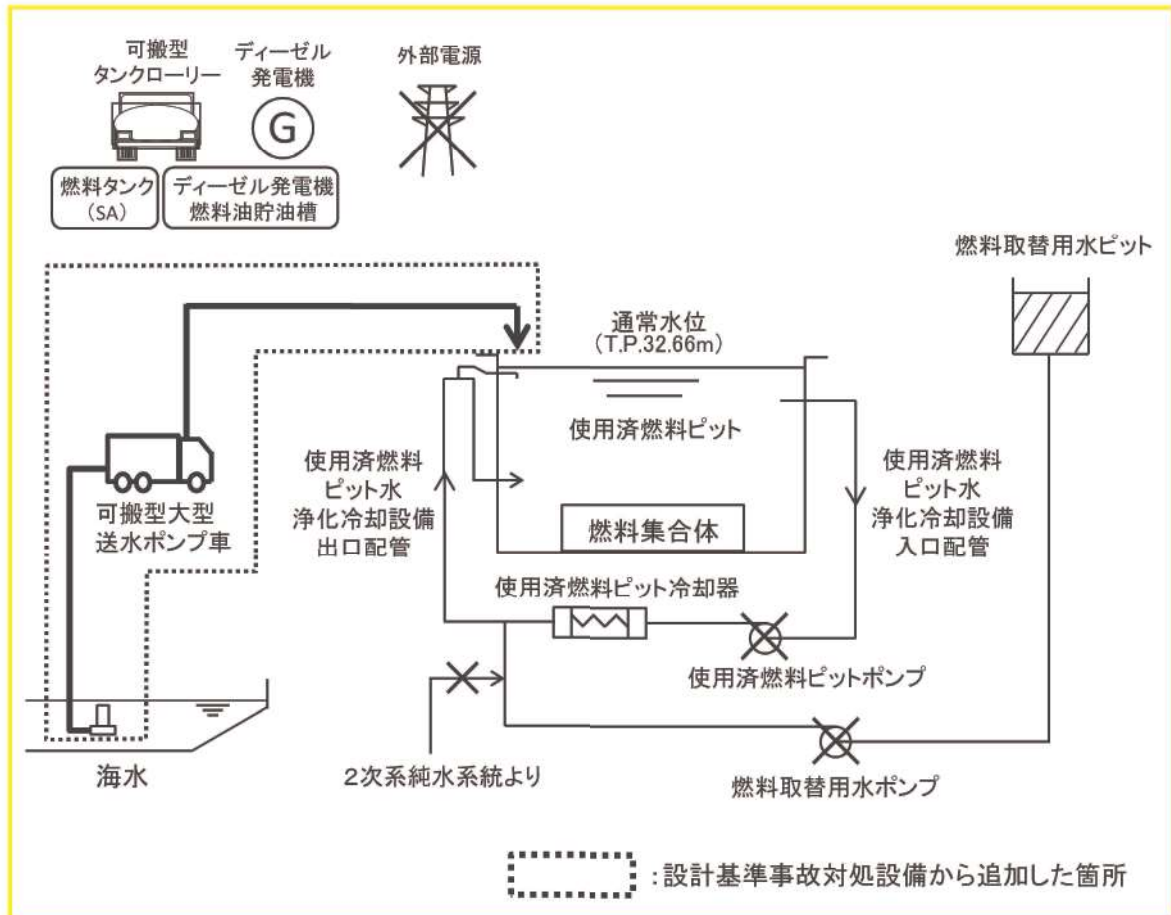 可搬型
タンクローリー
ディーゼル
発電機
外部電源
G
燃料タンク
(SA)
ディーゼル発電機
燃料油貯油槽
燃料取替用水ピット
通常水位
(T.P.32.66m)
使用済燃料ピット
使用済燃料
ピット水
浄化冷却設備
出口配管
使用済燃料
ピット水
浄化冷却設備
入口配管
可搬型大型
送水ポンプ車
燃料集合体
使用済燃料ピット冷却器
使用済燃料ピットポンプ
海水
2次系純水系統より
燃料取替用水ポンプ
:設計基準事故対処設備から追加した箇所